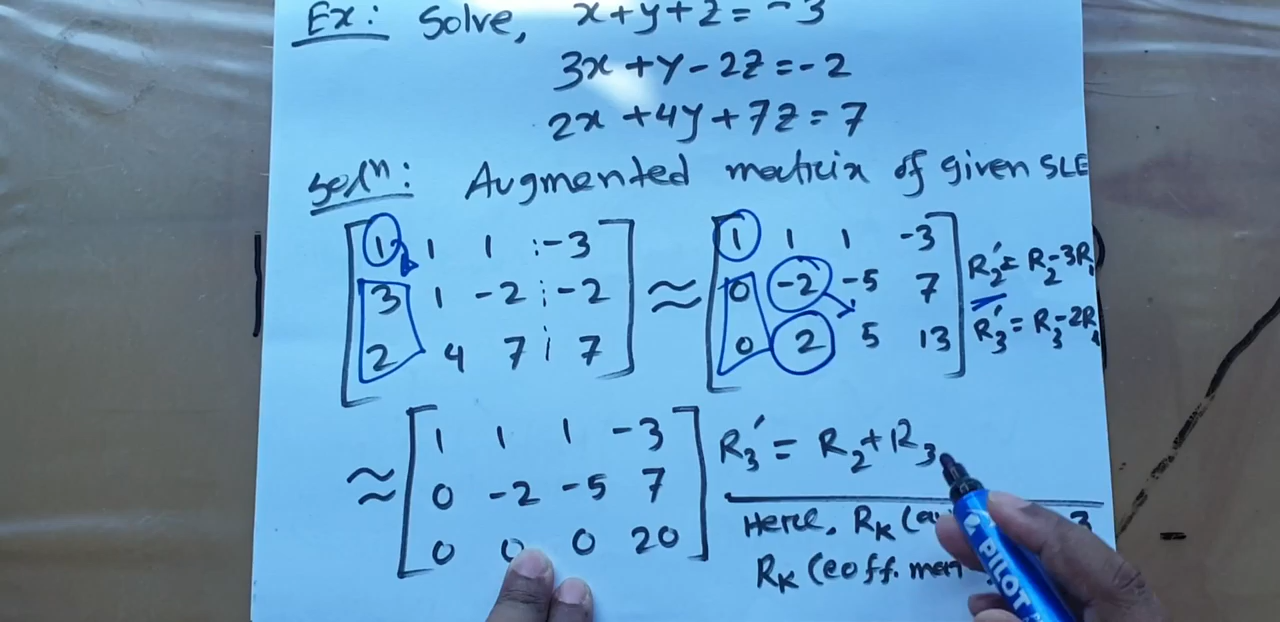 Ex: Solve, x+y+z=-3
3x+y-2z=-2
2x+4y+7z=7
Solⁿ: Augmented matrix of given SLE
1 1 1 : -3
3 1 -2 : -2
2 4 7 : 7
≈
1 1 1 -3
0 -2 -5 7
0 2 5 13
R₂' = R₂-3R₁
R₃' = R₃-2R₁
≈
1 1 1 -3
0 -2 -5 7
0 0 0 20
R₃' = R₂+R₃
Here, Rₖ ( 3
Rₖ (coff.
PILOT